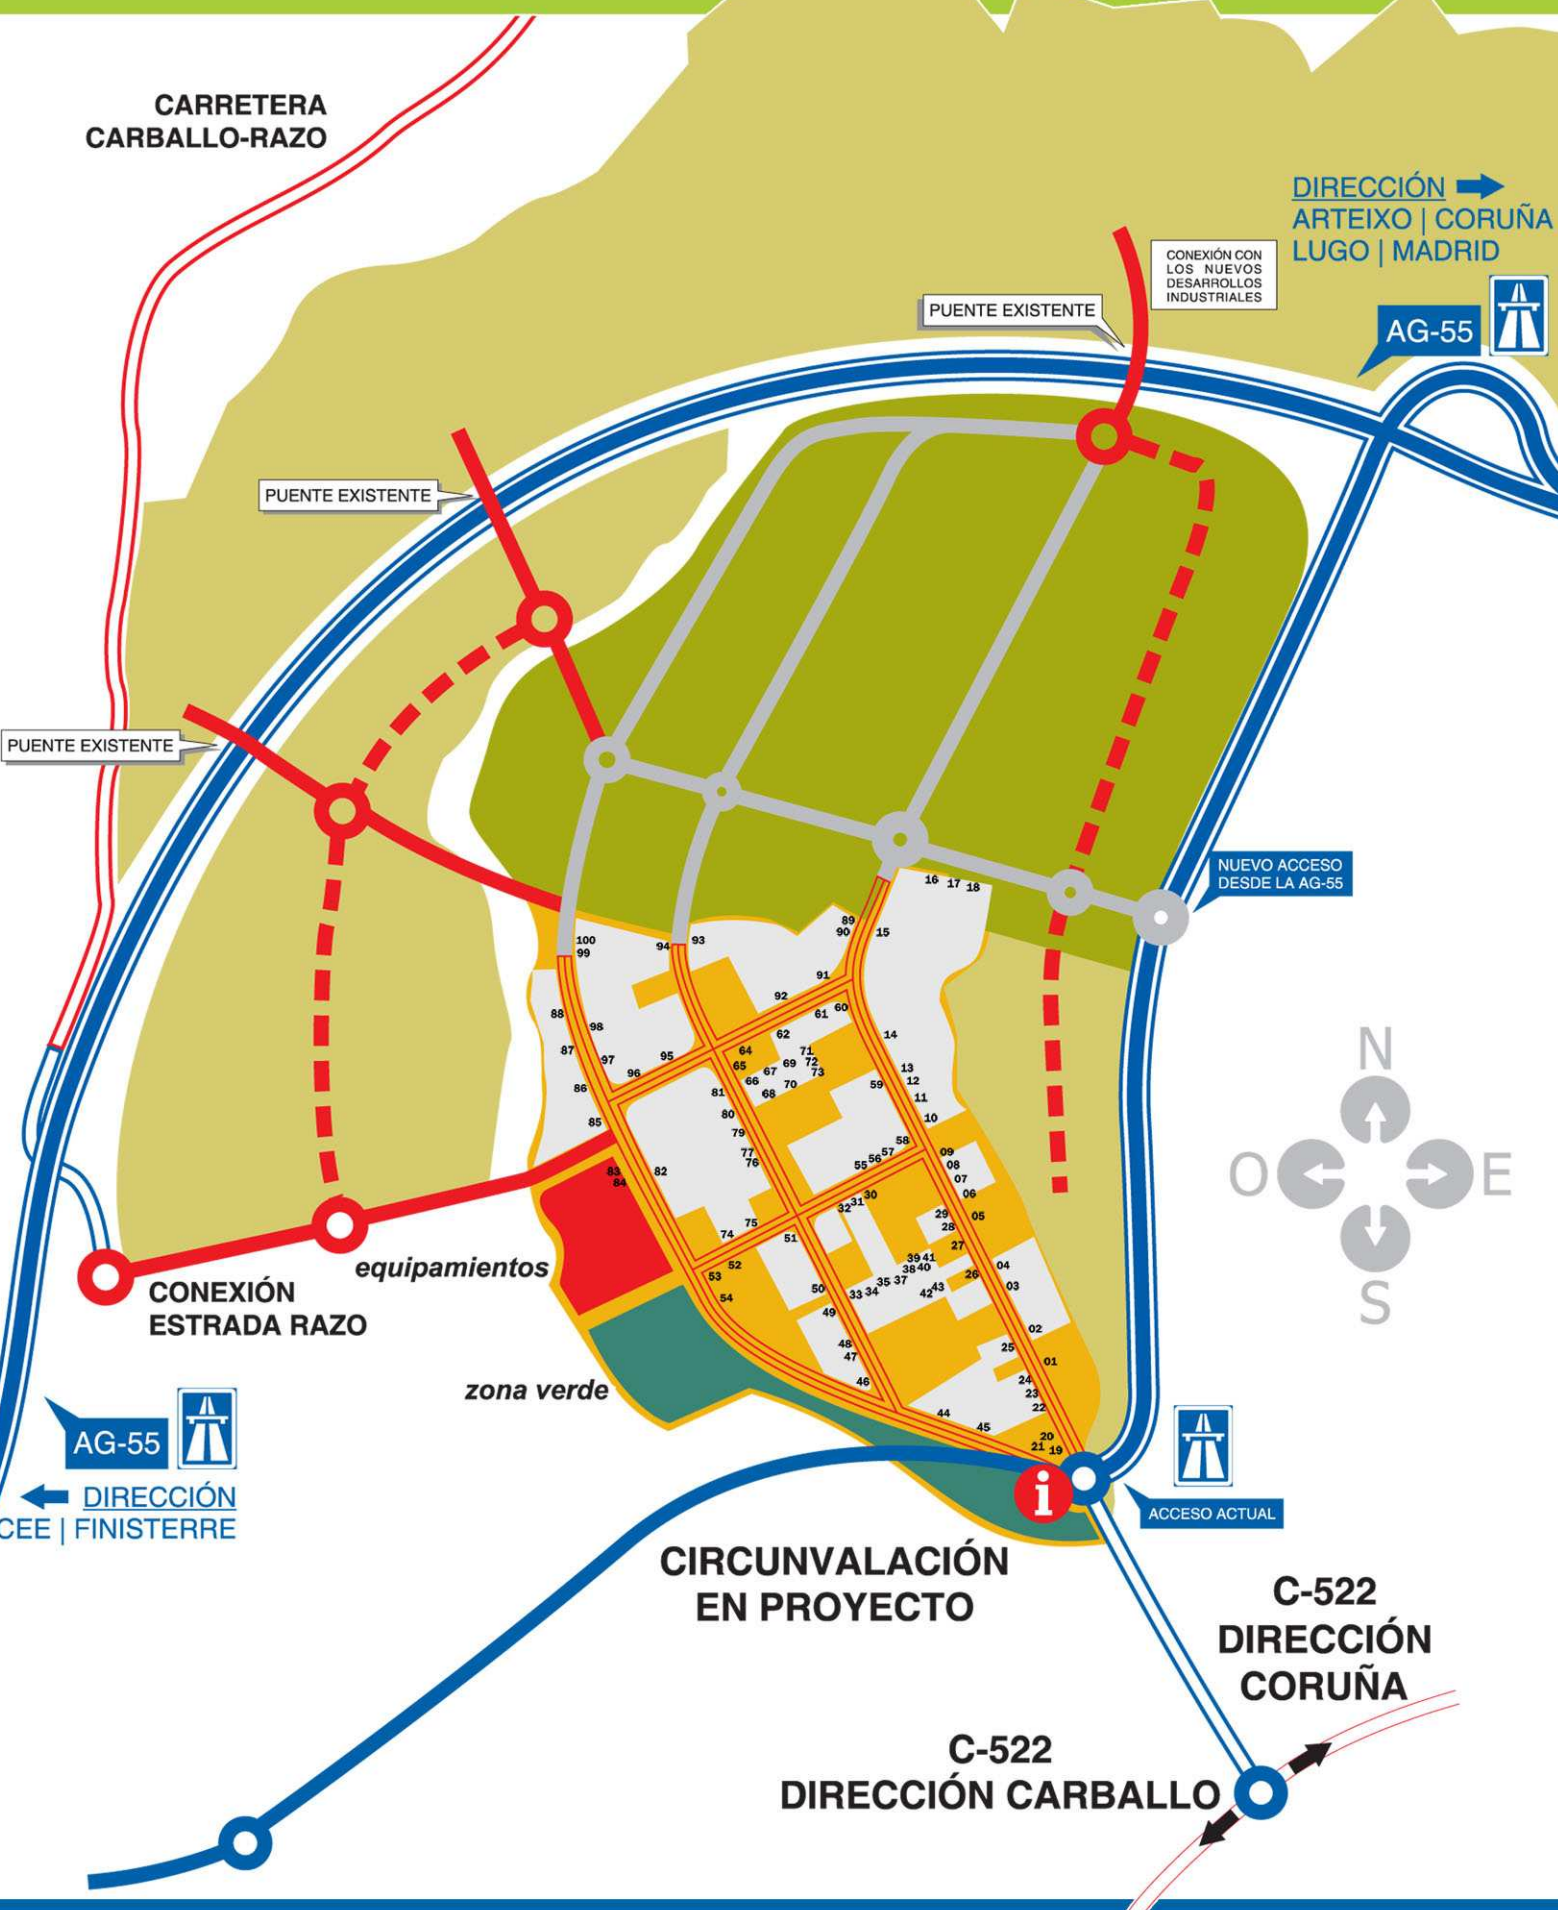 CARRETERA
CARBALLO-RAZO
DIRECCIÓN
ARTEIXO | CORUÑA
LUGO | MADRID
CONEXIÓN CON
LOS NUEVOS
DESARROLLOS
INDUSTRIALES
PUENTE EXISTENTE
AG-55
PUENTE EXISTENTE
PUENTE EXISTENTE
NUEVO ACCESO
DESDE LA AG-55
16 17 18
89
90
15
100
99
94
93
91
92
60
61
88
98
62
14
87
97
95
96
64
65
71
72
73
69
67
66
70
68
13
12
11
59
86
81
80
10
85
79
58
77
76
57
56
55
09
08
07
06
83
84
82
30
31
32
29
28
05
75
74
51
27
52
53
54
39 41
38 40
37
35
34
33
26
04
03
43
42
50
49
02
48
47
25
01
46
24
23
22
44
45
20
21
19
N
O
E
S
equipamientos
CONEXIÓN
ESTRADA RAZO
zona verde
AG-55
DIRECCIÓN
CEE | FINISTERRE
i
ACCESO ACTUAL
CIRCUNVALACIÓN
EN PROYECTO
C-522
DIRECCIÓN
CORUÑA
C-522
DIRECCIÓN CARBALLO